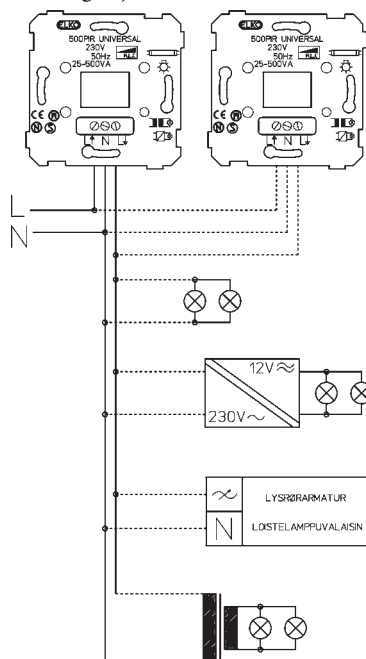 ELKO
500PIR UNIVERSAL
230V
50Hz
25-500VA
R,L,C
N
ELKO
500PIR UNIVERSAL
230V
50Hz
25-500VA
R,L,C
N
L
N
12V
230V
LYSRØRARMATUR
N
LOISTELAMPPUVALAISIN